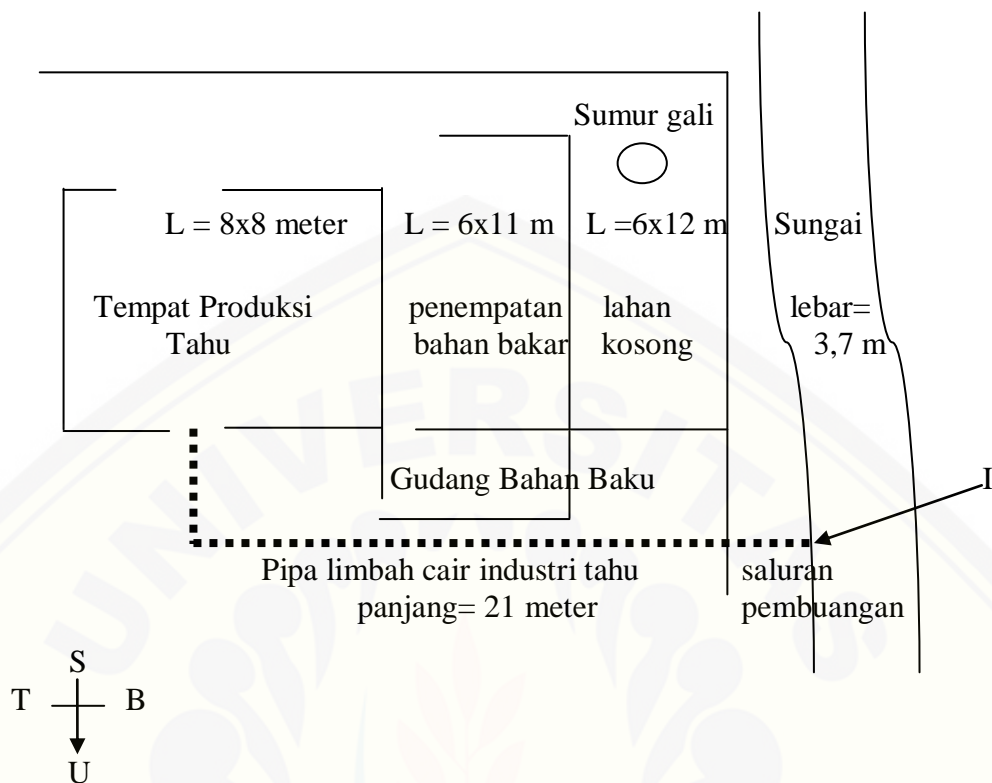 Sumur gali
L = 8x8 meter
L = 6x11 m
L =6x12 m
Sungai
Tempat Produksi
Tahu
penempatan
bahan bakar
lahan
kosong
lebar=
3,7 m
Gudang Bahan Baku
I
Pipa limbah cair industri tahu
panjang= 21 meter
saluran
pembuangan
S
T B
U
UNIVERSITAS